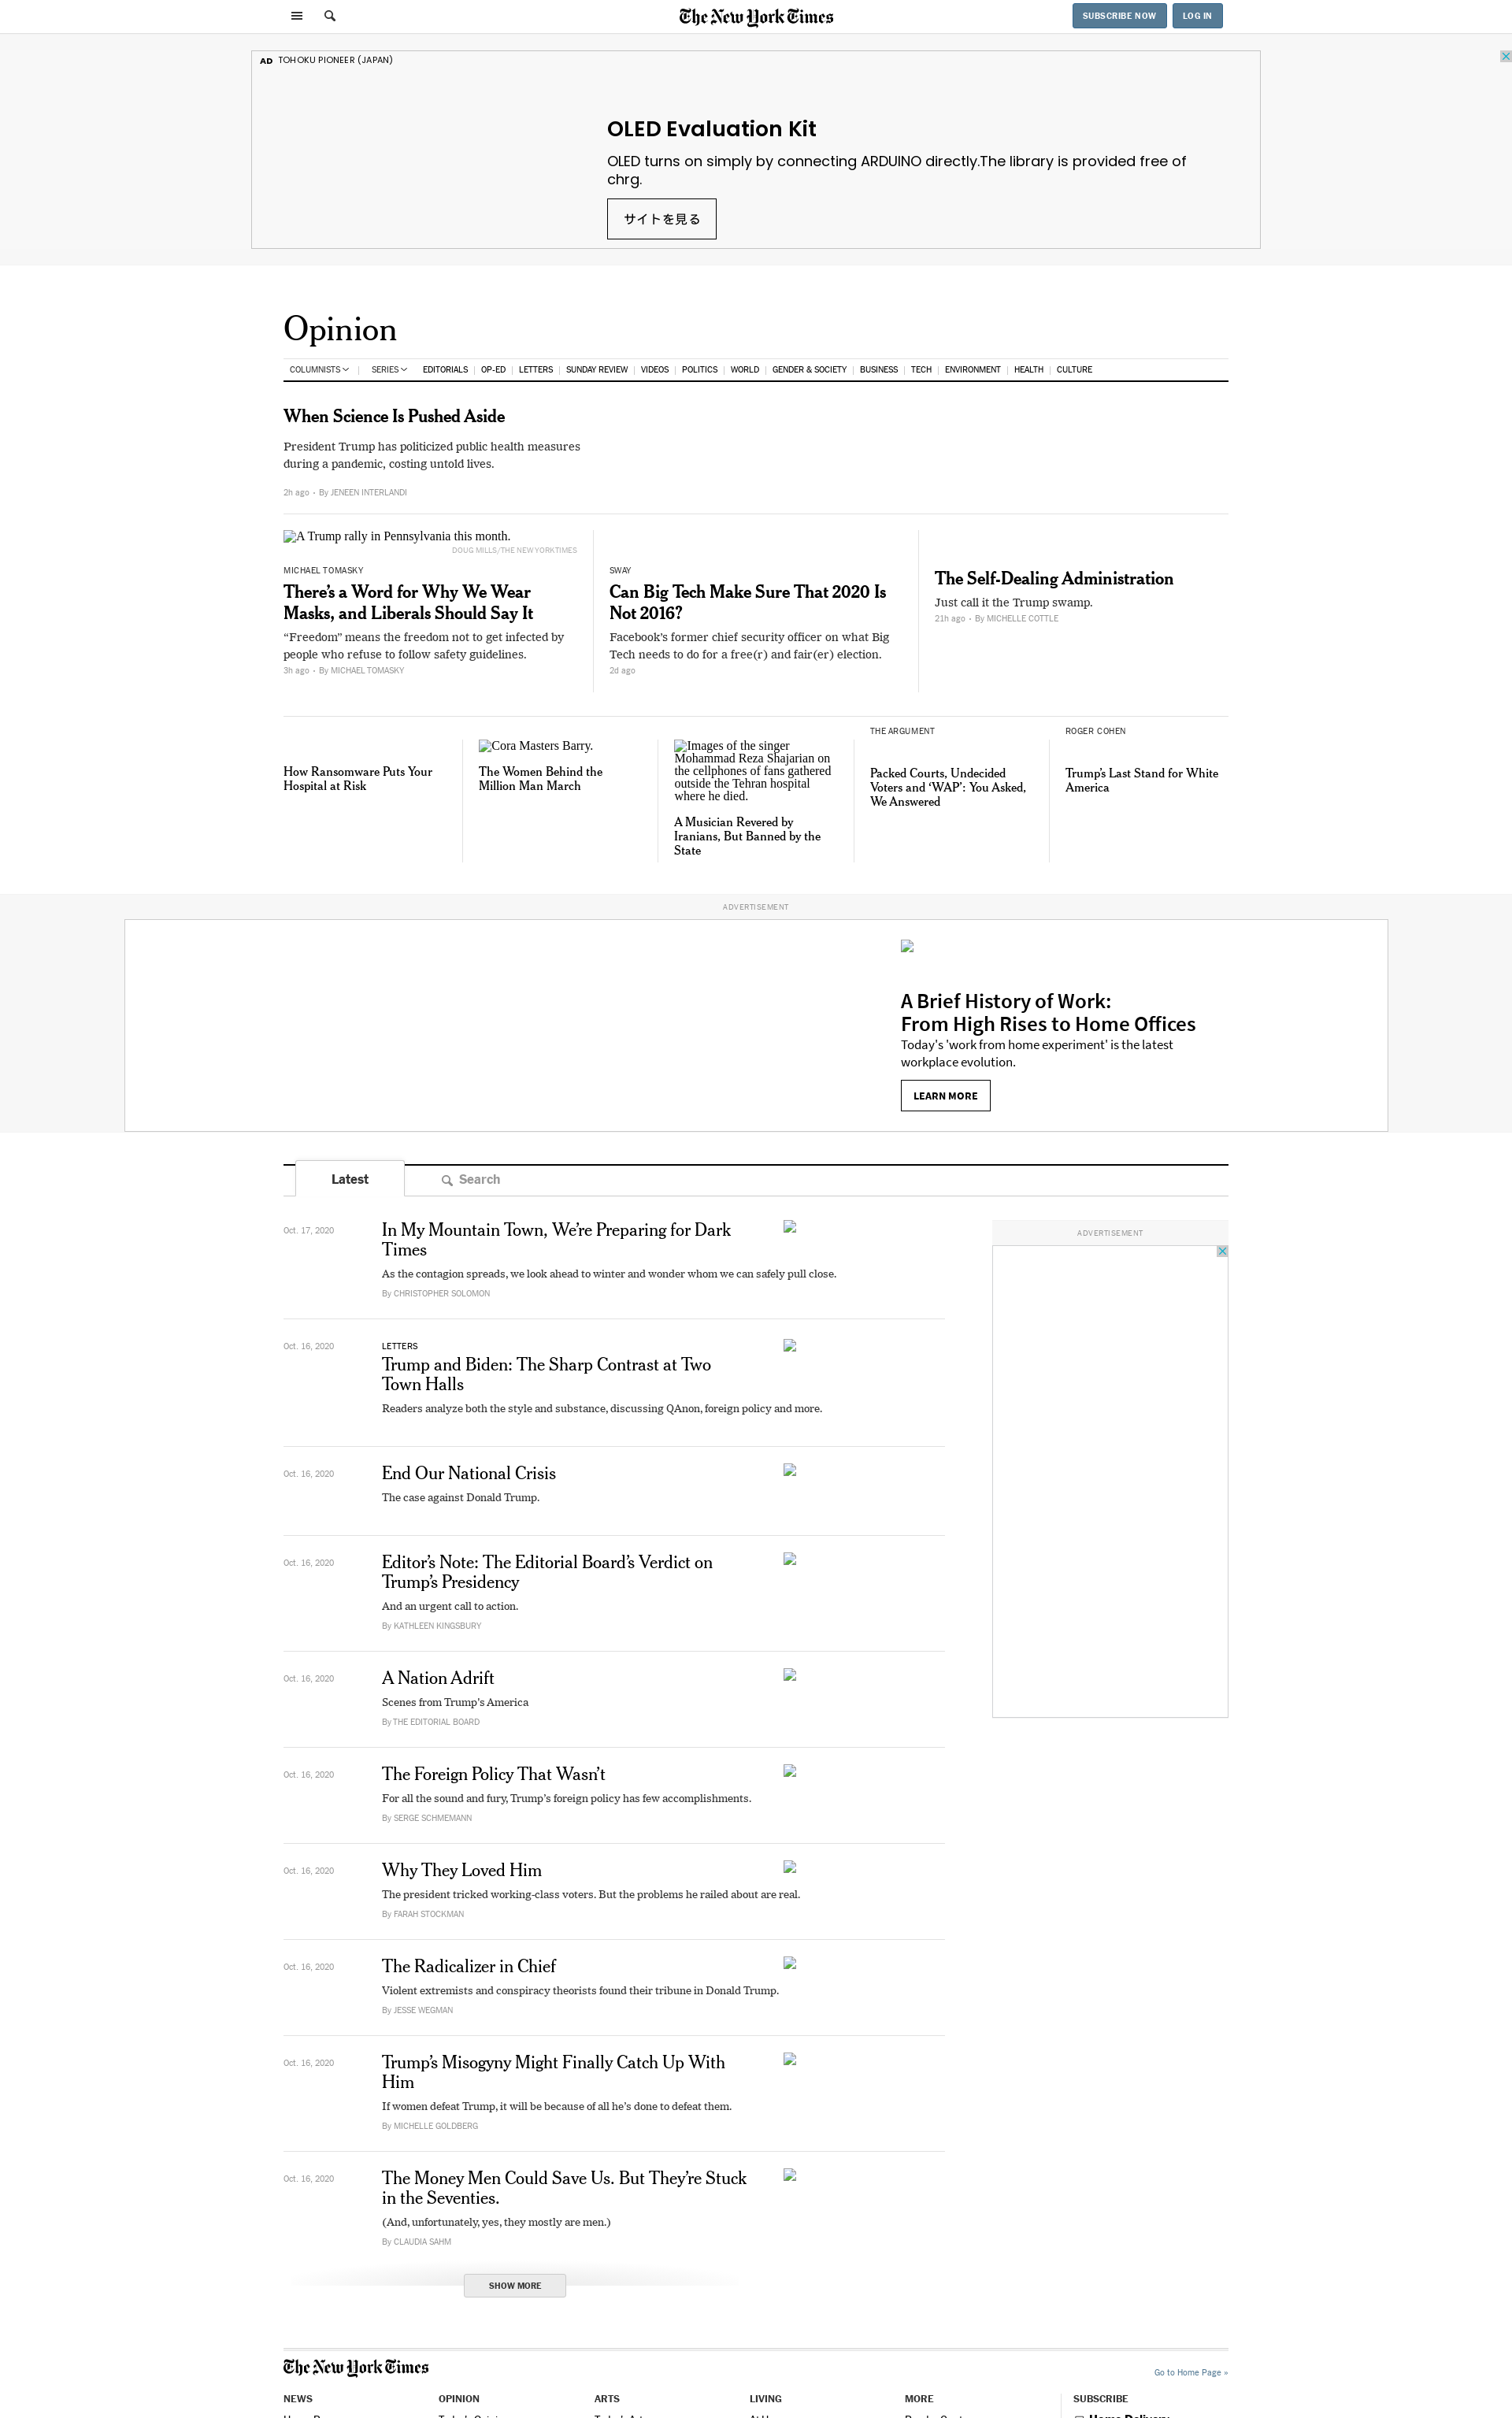 The New York Times
SUBSCRIBE NOW
LOG IN
AD TOHOKU PIONEER (JAPAN)
OLED Evaluation Kit
OLED turns on simply by connecting ARDUINO directly.The library is provided free of
chrg.
サイトを見る
Opinion
COLUMNISTS SERIES EDITORIALS OP-ED LETTERS SUNDAY REVIEW VIDEOS POLITICS WORLD GENDER & SOCIETY BUSINESS TECH ENVIRONMENT HEALTH CULTURE
When Science Is Pushed Aside
President Trump has politicized public health measures
during a pandemic, costing untold lives.
2h ago • By JENEEN INTERLANDI
A Trump rally in Pennsylvania this month.
DOUG MILLS/THE NEW YORK TIMES
MICHAEL TOMASKY
There’s a Word for Why We Wear
Masks, and Liberals Should Say It
“Freedom” means the freedom not to get infected by
people who refuse to follow safety guidelines.
3h ago • By MICHAEL TOMASKY
SWAY
Can Big Tech Make Sure That 2020 Is
Not 2016?
Facebook’s former chief security officer on what Big
Tech needs to do for a free(r) and fair(er) election.
2d ago
The Self-Dealing Administration
Just call it the Trump swamp.
21h ago • By MICHELLE COTTLE
How Ransomware Puts Your
Hospital at Risk
Cora Masters Barry.
The Women Behind the
Million Man March
Images of the singer
Mohammad Reza Shajarian on
the cellphones of fans gathered
outside the Tehran hospital
where he died.
A Musician Revered by
Iranians, But Banned by the
State
THE ARGUMENT
Packed Courts, Undecided
Voters and ‘WAP’: You Asked,
We Answered
ROGER COHEN
Trump’s Last Stand for White
America
ADVERTISEMENT
A Brief History of Work:
From High Rises to Home Offices
Today's 'work from home experiment' is the latest
workplace evolution.
LEARN MORE
Latest
Search
Oct. 17, 2020
In My Mountain Town, We’re Preparing for Dark
Times
As the contagion spreads, we look ahead to winter and wonder whom we can safely pull close.
By CHRISTOPHER SOLOMON
ADVERTISEMENT
Oct. 16, 2020
LETTERS
Trump and Biden: The Sharp Contrast at Two
Town Halls
Readers analyze both the style and substance, discussing QAnon, foreign policy and more.
Oct. 16, 2020
End Our National Crisis
The case against Donald Trump.
Oct. 16, 2020
Editor’s Note: The Editorial Board’s Verdict on
Trump’s Presidency
And an urgent call to action.
By KATHLEEN KINGSBURY
Oct. 16, 2020
A Nation Adrift
Scenes from Trump’s America
By THE EDITORIAL BOARD
Oct. 16, 2020
The Foreign Policy That Wasn’t
For all the sound and fury, Trump’s foreign policy has few accomplishments.
By SERGE SCHMEMANN
Oct. 16, 2020
Why They Loved Him
The president tricked working-class voters. But the problems he railed about are real.
By FARAH STOCKMAN
Oct. 16, 2020
The Radicalizer in Chief
Violent extremists and conspiracy theorists found their tribune in Donald Trump.
By JESSE WEGMAN
Oct. 16, 2020
Trump’s Misogyny Might Finally Catch Up With
Him
If women defeat Trump, it will be because of all he’s done to defeat them.
By MICHELLE GOLDBERG
Oct. 16, 2020
The Money Men Could Save Us. But They’re Stuck
in the Seventies.
(And, unfortunately, yes, they mostly are men.)
By CLAUDIA SAHM
SHOW MORE
The New York Times
Go to Home Page »
NEWS OPINION ARTS LIVING MORE SUBSCRIBE